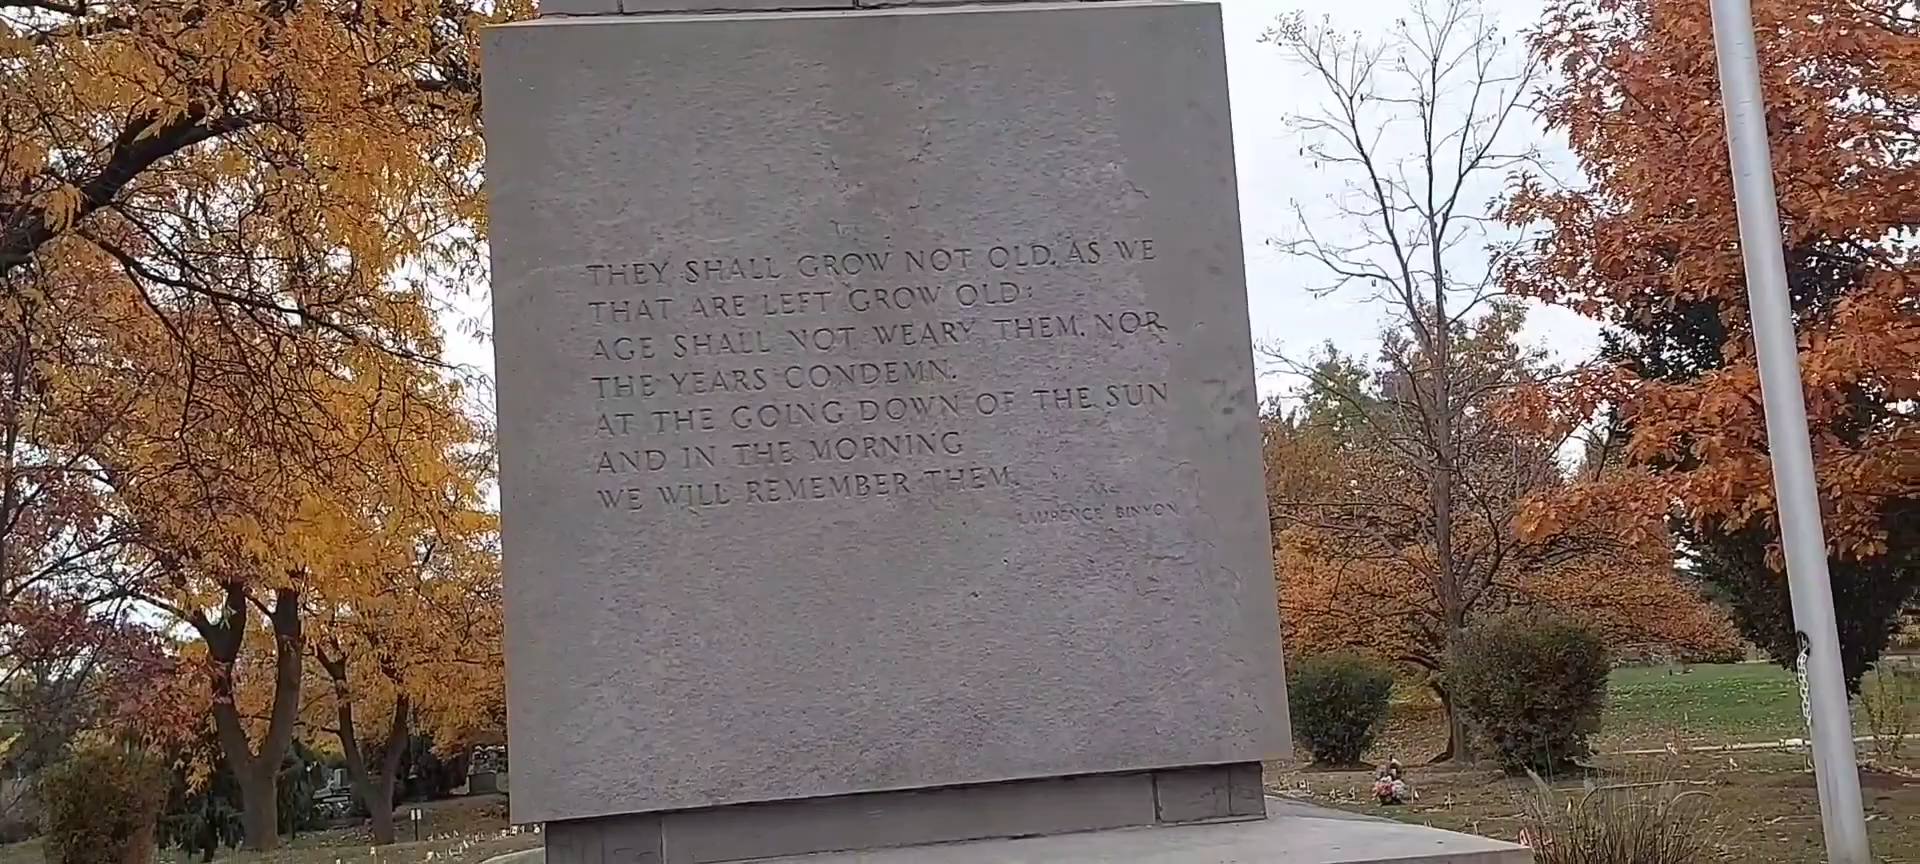 THEY SHALL GROW NOT OLD, AS WE
THAT ARE LEFT GROW OLD:
AGE SHALL NOT WEARY THEM, NOR
THE YEARS CONDEMN.
AT THE GOING DOWN OF THE SUN
AND IN THE MORNING
WE WILL REMEMBER THEM.
LAURENCE BINYON